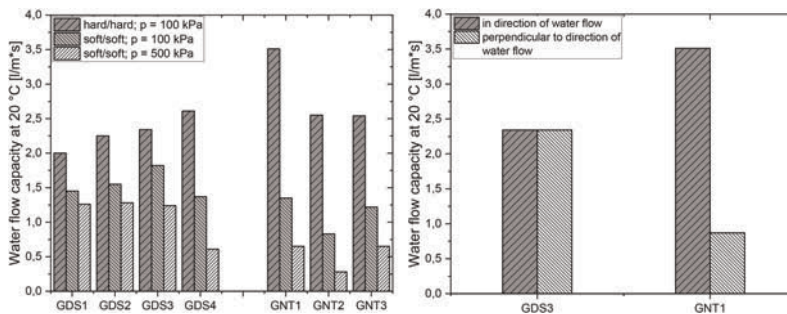 Water flow capacity at 20 °C [l/m*s]
4,0
3,5
3,0
2,5
2,0
1,5
1,0
0,5
0,0
hard/hard; p = 100 kPa
soft/soft; p = 100 kPa
soft/soft; p = 500 kPa
GDS1 GDS2 GDS3 GDS4 GNT1 GNT2 GNT3
Water flow capacity at 20 °C [l/m*s]
4,0
3,5
3,0
2,5
2,0
1,5
1,0
0,5
0,0
in direction of water flow
perpendicular to direction of
water flow
GDS3 GNT1